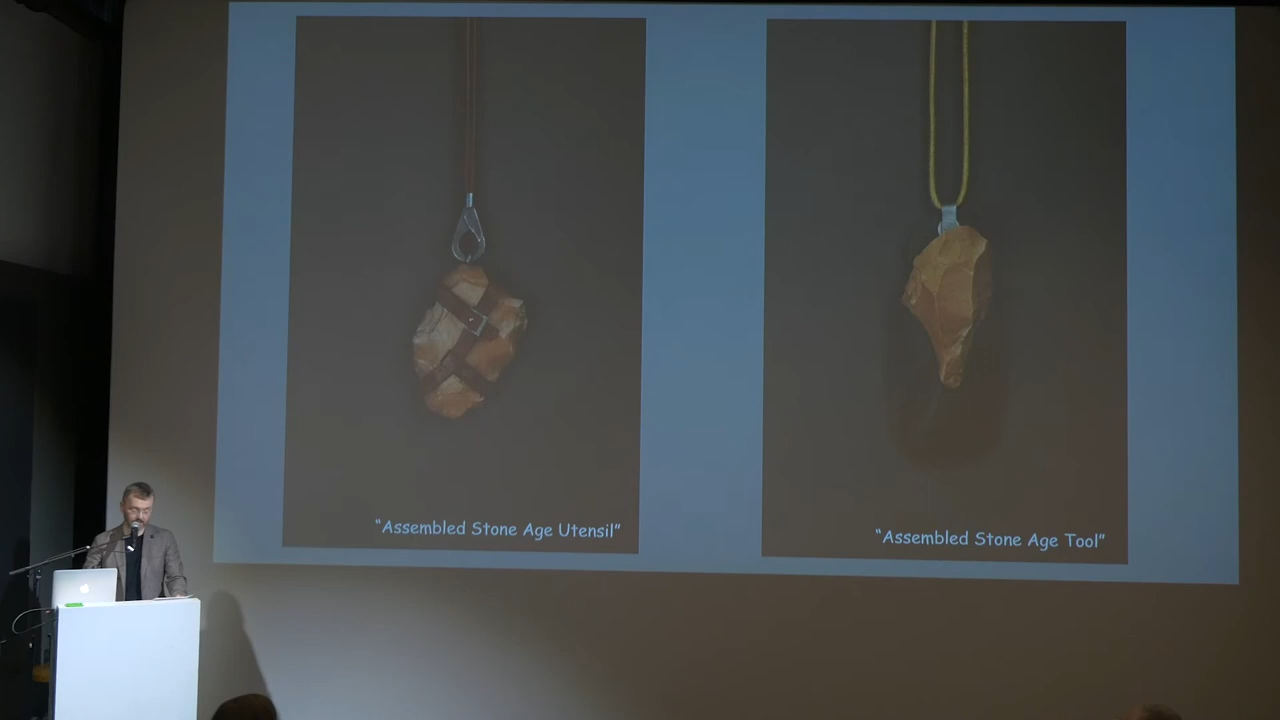 “Assembled Stone Age Utensil”
“Assembled Stone Age Tool”